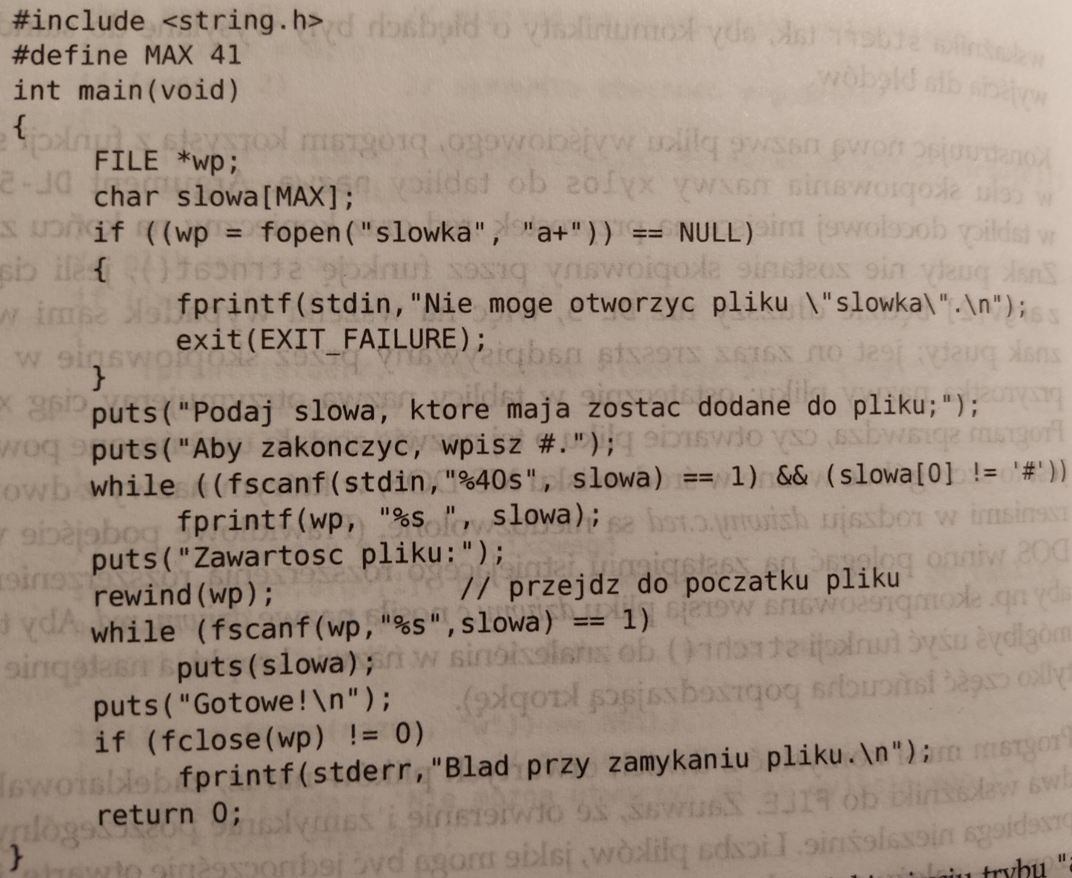 #include <string.h>
#define MAX 41
int main(void)
{
    FILE *wp;
    char slowa[MAX];
    if ((wp = fopen("slowka", "a+")) == NULL)
    {
        fprintf(stdin,"Nie moge otworzyc pliku \"slowka\".\n");
        exit(EXIT_FAILURE);
    }
    puts("Podaj slowa, ktore maja zostac dodane do pliku;");
    puts("Aby zakonczyc, wpisz #.");
    while ((fscanf(stdin,"%40s", slowa) == 1) && (slowa[0] != '#'))
        fprintf(wp, "%s ", slowa);
    puts("Zawartosc pliku:");
    rewind(wp);           // przejdz do poczatku pliku
    while (fscanf(wp,"%s",slowa) == 1)
        puts(slowa);
    puts("Gotowe!\n");
    if (fclose(wp) != 0)
        fprintf(stderr,"Blad przy zamykaniu pliku.\n");
    return 0;
}
trybu "a